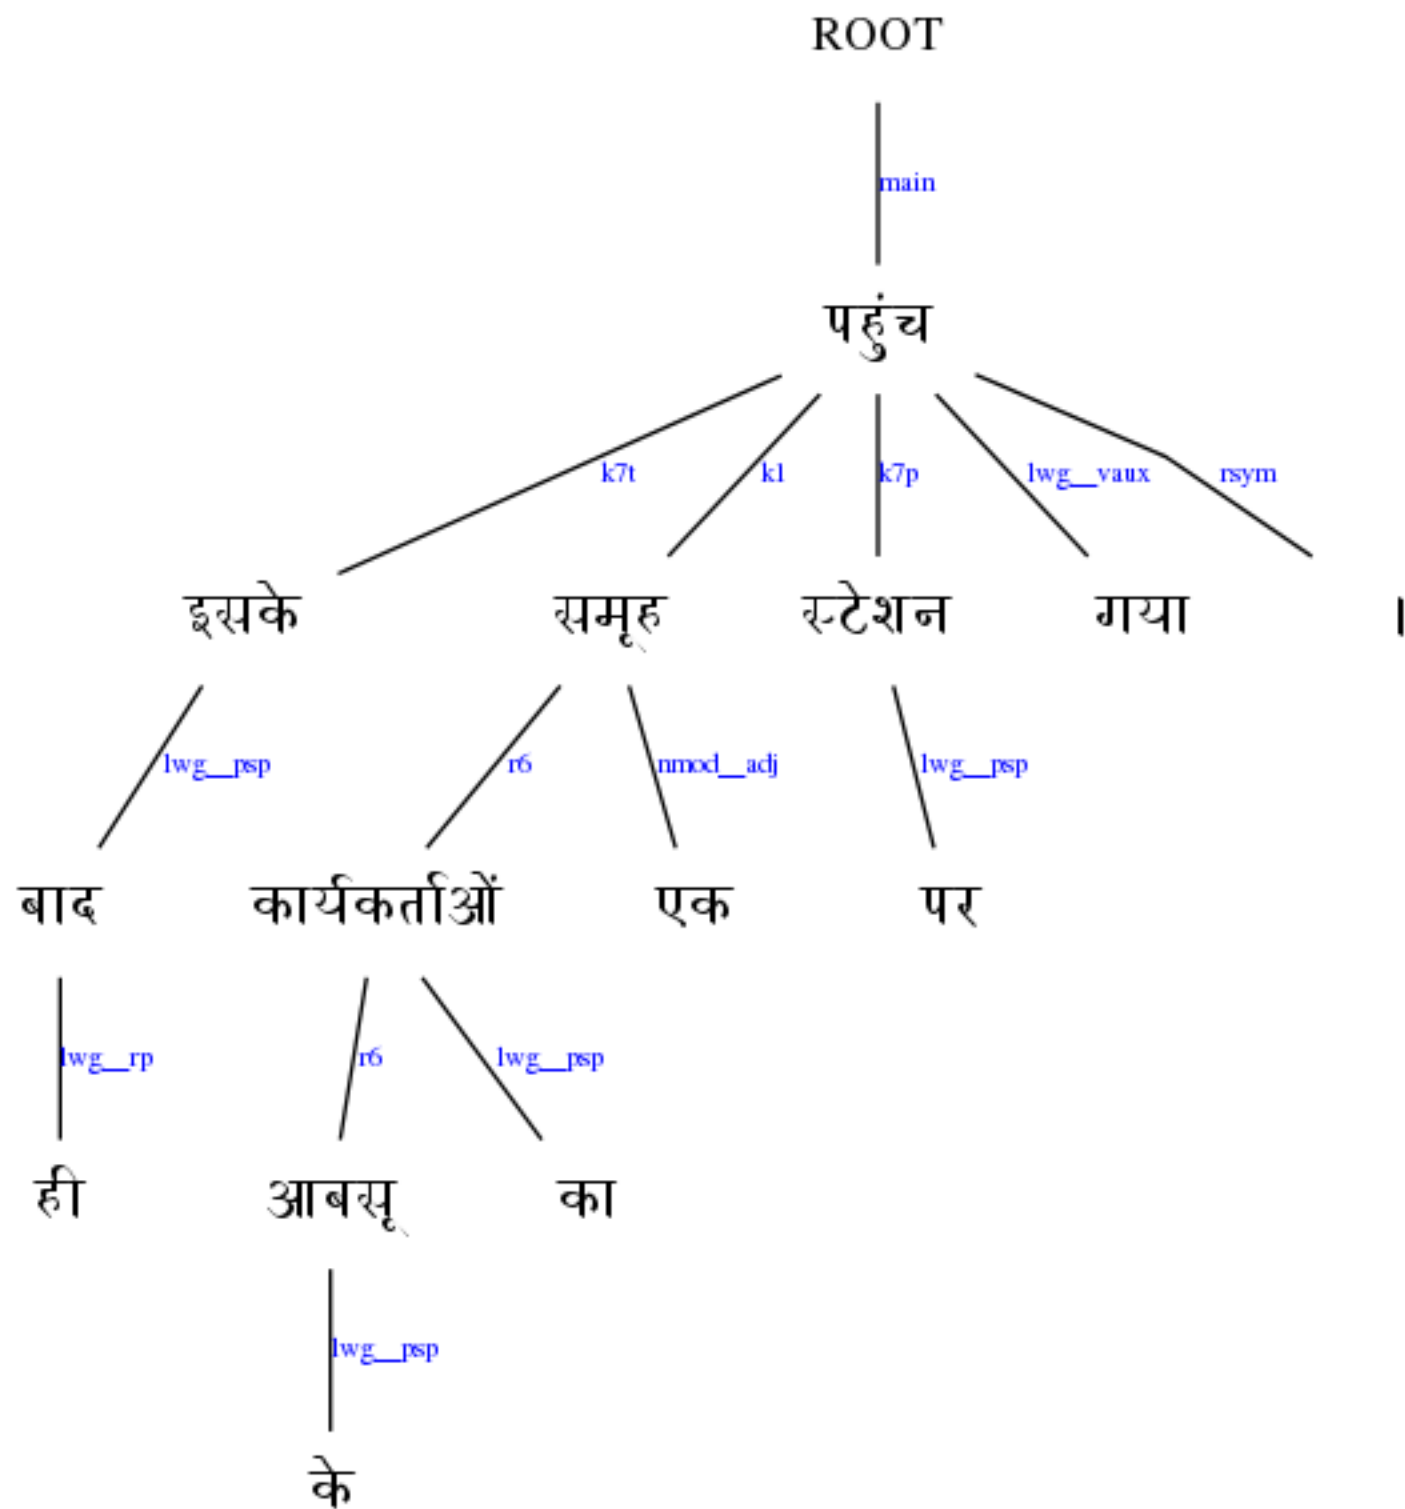 ROOT
main
पहुंच
k7t k1 k7p lwg__vaux rsym
इसके समूह स्टेशन गया ।
lwg__psp r6 nmod__adj lwg__psp
बाद कार्यकर्ताओं एक पर
lwg__rp r6 lwg__psp
ही आबसू का
lwg__psp
के